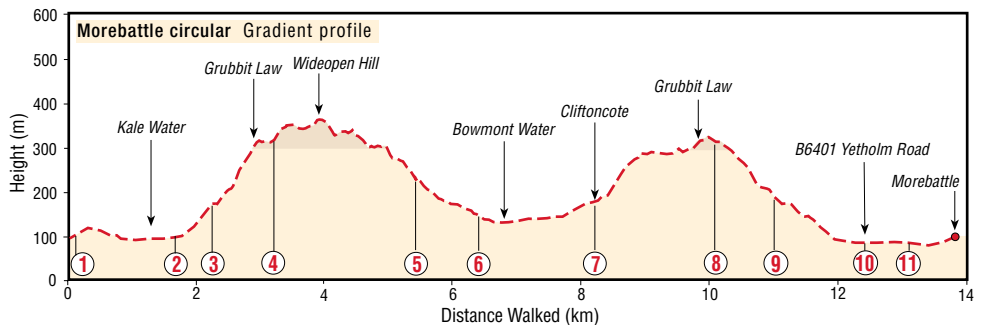 Morebattle circular Gradient profile
Height (m)
600
500
400
300
200
100
0
Kale Water
Grubbit Law
Wideopen Hill
Bowmont Water
Cliftoncote
Grubbit Law
B6401 Yetholm Road
Morebattle
1
2
3
4
5
6
7
8
9
10
11
0
2
4
6
8
10
12
14
Distance Walked (km)